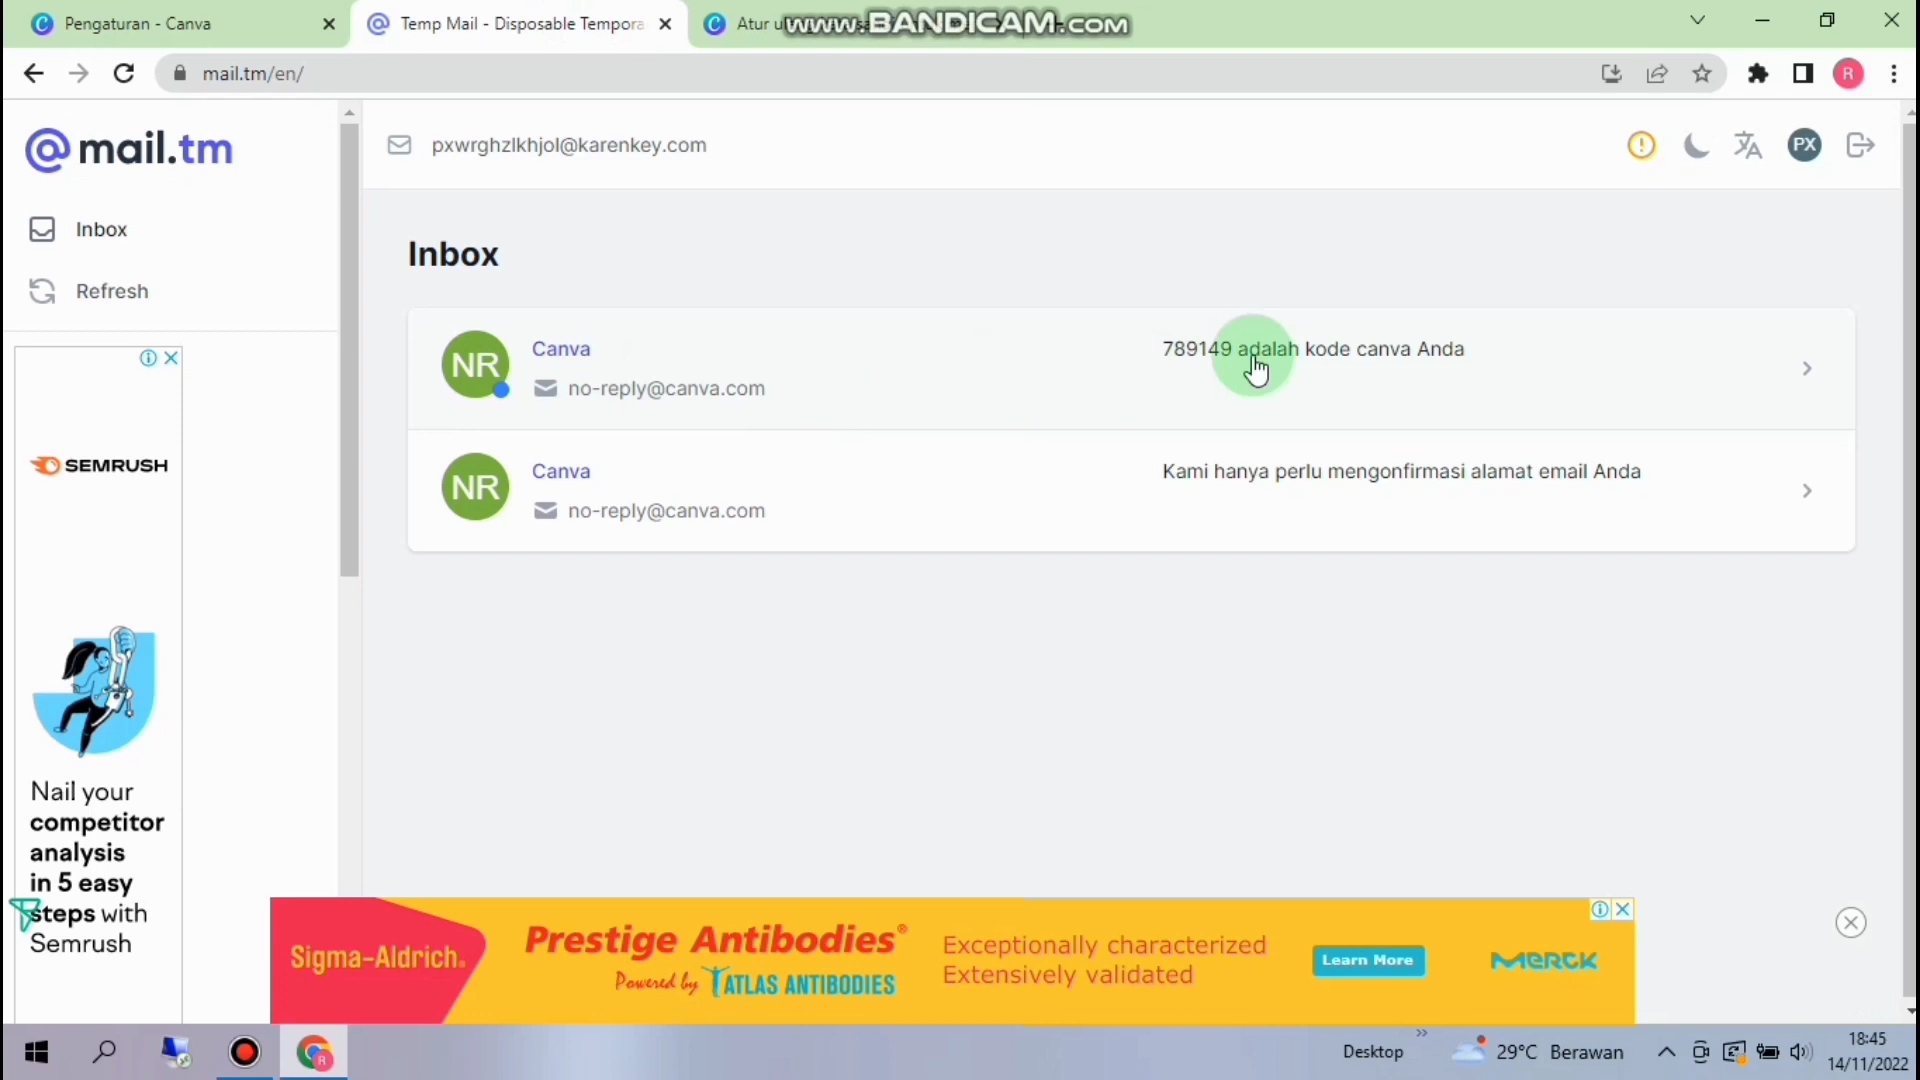 Pengaturan - Canva
Temp Mail - Disposable Tempora
Atur u
www.BANDICAM.com
mail.tm/en/
R
@mail.tm
pxwrghzlkhjol@karenkey.com
PX
Inbox
Refresh
Inbox
NR
Canva
no-reply@canva.com
789149 adalah kode canva Anda
NR
Canva
no-reply@canva.com
Kami hanya perlu mengonfirmasi alamat email Anda
SEMRUSH
Nail your
competitor
analysis
in 5 easy
steps with
Semrush
Sigma-Aldrich.
Prestige Antibodies®
Powered by ATLAS ANTIBODIES
Exceptionally characterized
Extensively validated
Learn More
MERCK
Desktop
29°C Berawan
18:45
14/11/2022